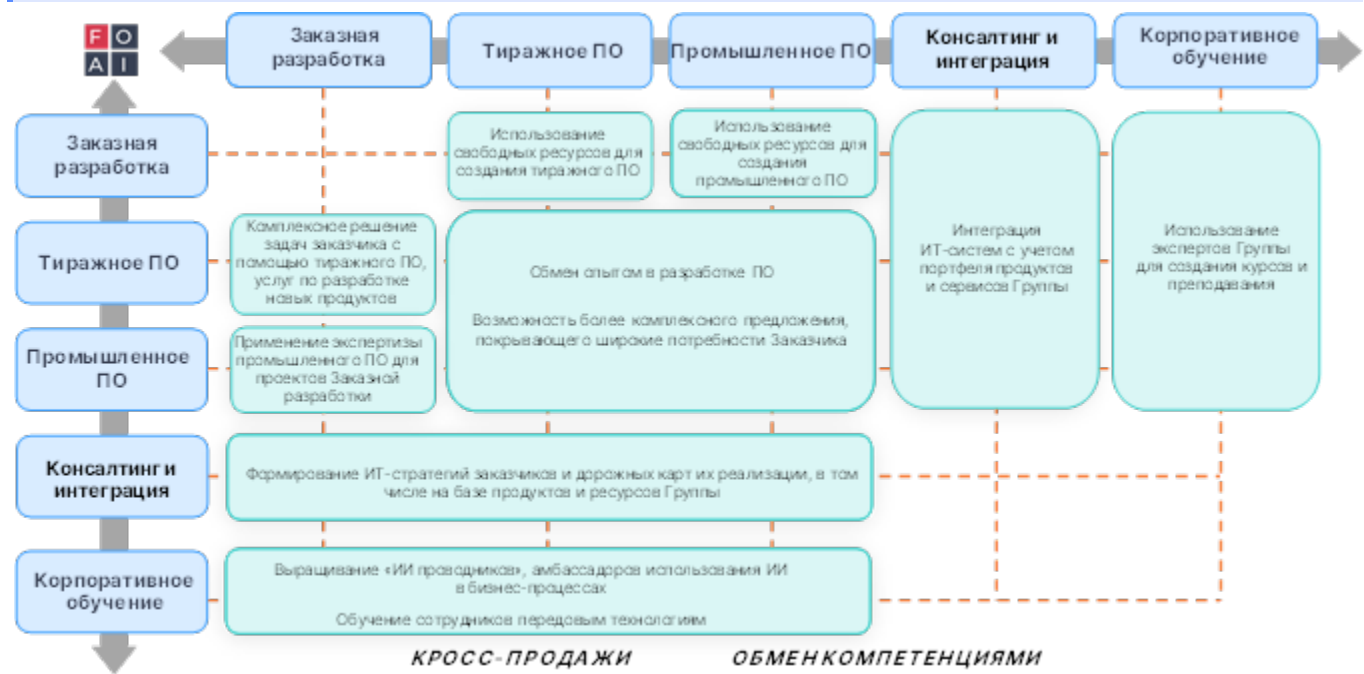 FO
AI
Заказная
разработка
Тиражное ПО
Промышленное ПО
Консалтинг и
интеграция
Корпоративное
обучение
Заказная
разработка
Использование
свободных ресурсов для
создания тиражного ПО
Использование
свободных ресурсов для
создания
промышленного ПО
Интеграция
ИТ-систем с учетом
портфеля продуктов
и сервисов Группы
Использование
экспертов Группы
для создания курсов и
преподавания
Тиражное ПО
Комплексное решение
задач заказчика с
помощью тиражного ПО,
услуг по разработке
новых продуктов
Обмен опытом в разработке ПО
Возможность более комплексного предложения,
покрывающего широкие потребности Заказчика
Промышленное
ПО
Применение экспертизы
промышленного ПО для
проектов Заказной
разработки
Консалтинг и
интеграция
Формирование ИТ-стратегий заказчиков и дорожных карт их реализации, в том
числе на базе продуктов и ресурсов Группы
Корпоративное
обучение
Выращивание «ИИ проводников», амбассадоров использования ИИ
в бизнес-процессах
Обучение сотрудников передовым технологиям
КРОСС-ПРОДАЖИ
ОБМЕН КОМПЕТЕНЦИЯМИ